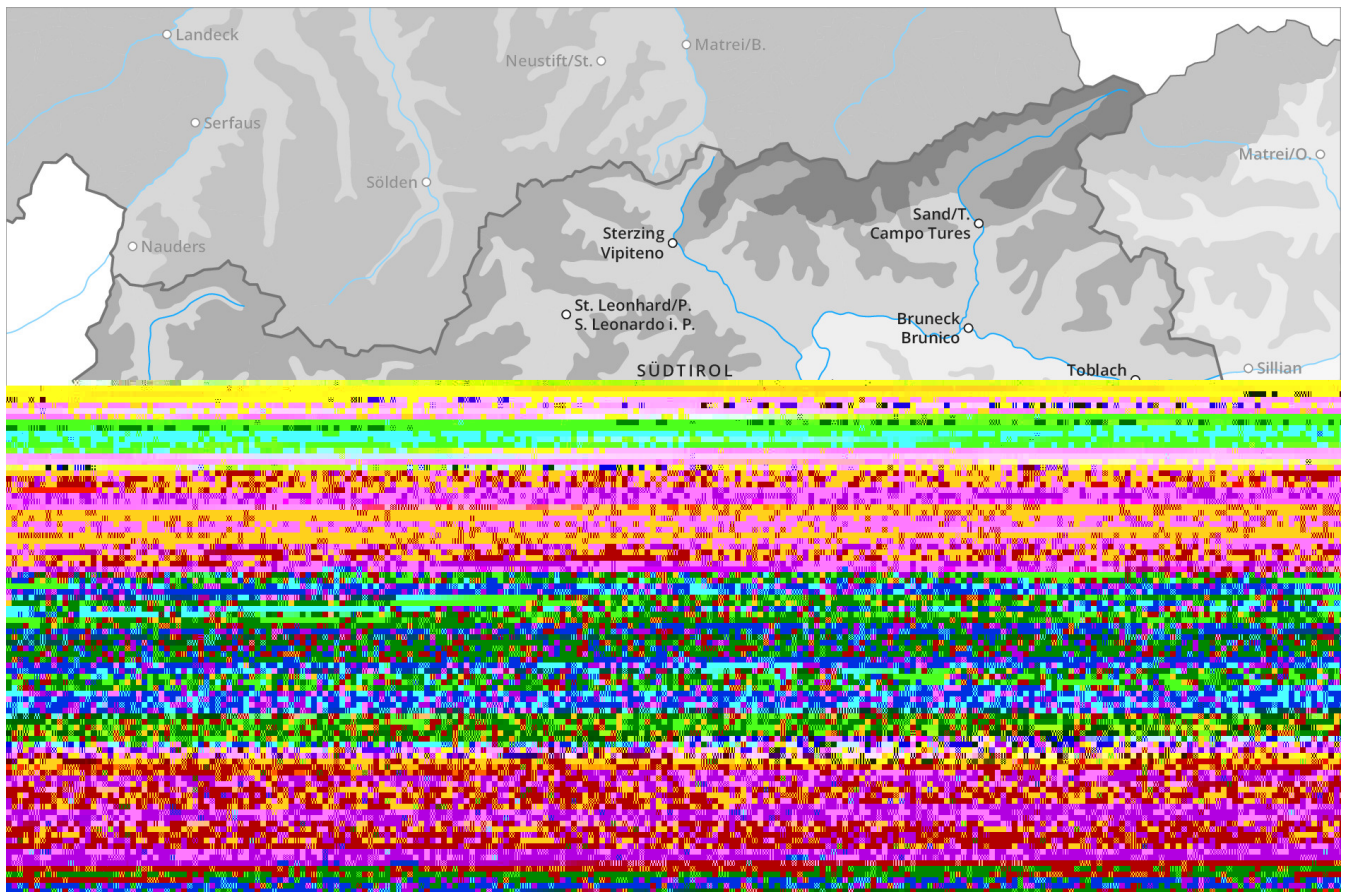 Landeck
Matrei/B.
Neustift/St.
Serfaus
Matrei/O.
Sölden
Sand/T.
Campo Tures
Sterzing
Vipiteno
Nauders
St. Leonhard/P.
S. Leonardo i. P.
Bruneck
Brunico
SÜDTIROL
Toblach
Sillian